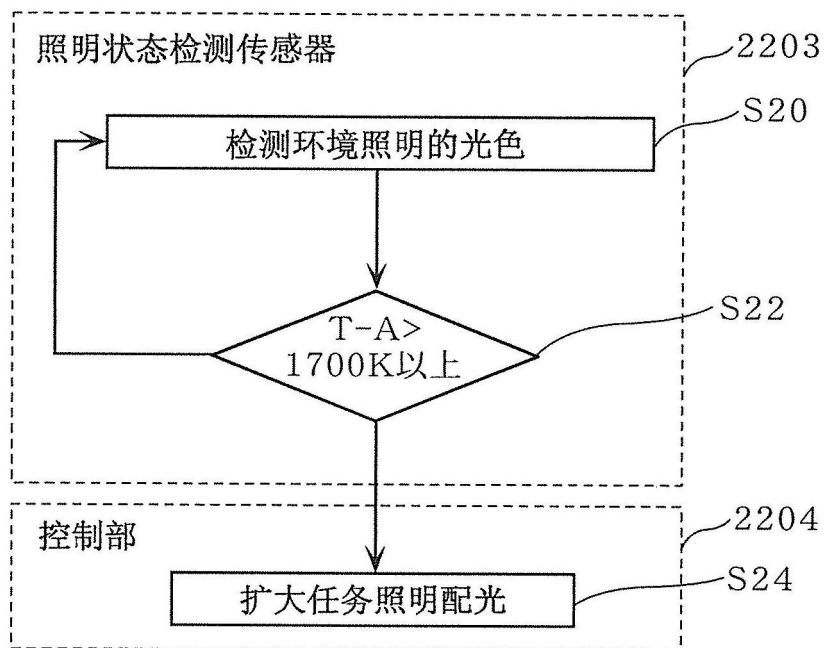 照明状态检测传感器
2203
S20
检测环境照明的光色
S22
T-A>
1700K以上
2204
控制部
S24
扩大任务照明配光